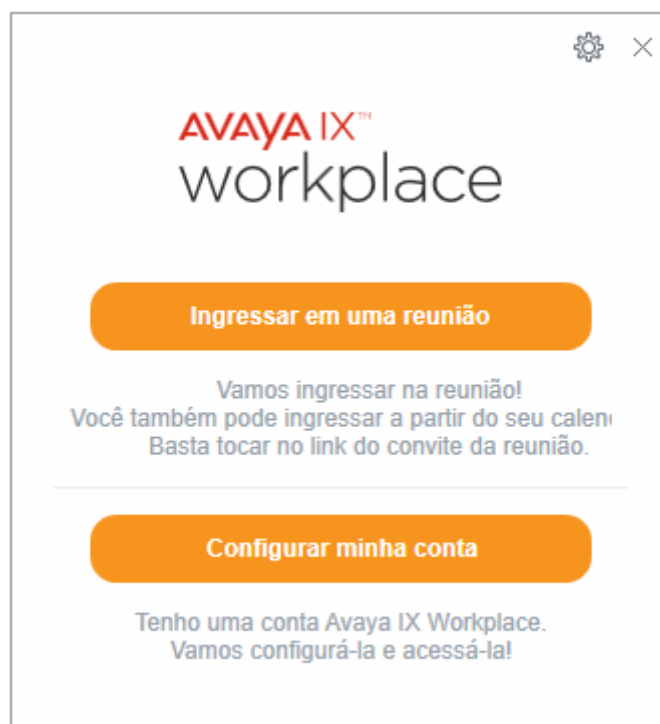 AVAYA IX™
workplace
Ingressar em uma reunião
Vamos ingressar na reunião!
Você também pode ingressar a partir do seu calen
Basta tocar no link do convite da reunião.
Configurar minha conta
Tenho uma conta Avaya IX Workplace.
Vamos configurá-la e acessá-la!